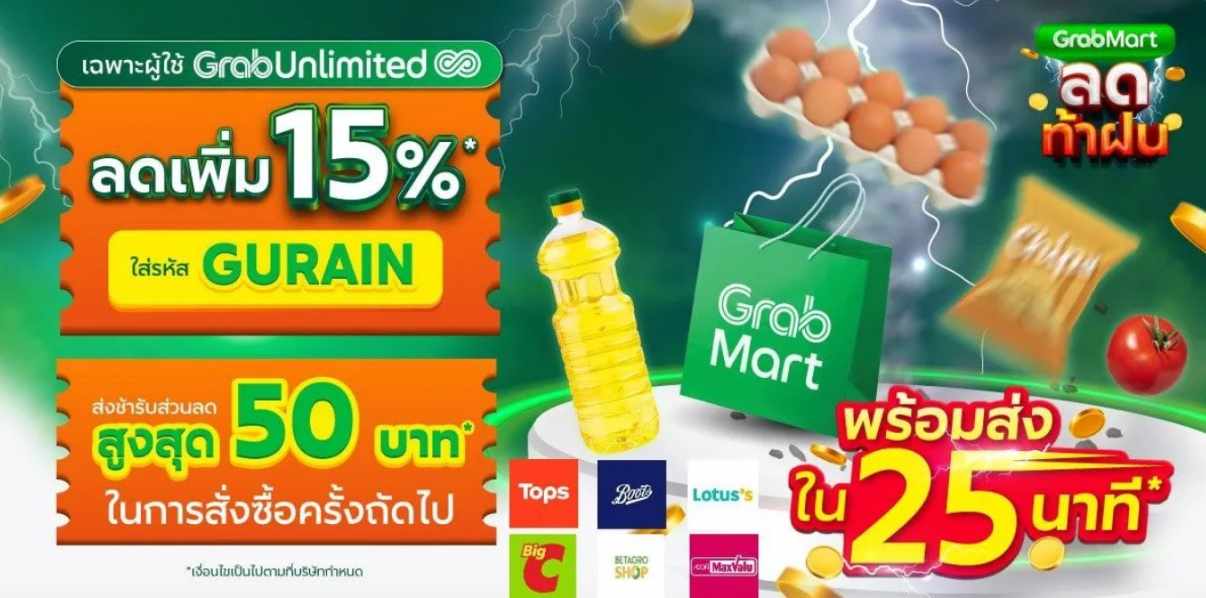 เฉพาะผู้ใช้ GrabUnlimited
ลดเพิ่ม 15%*
ใส่รหัส GURAIN
ส่งช้ารับส่วนลด
สูงสุด 50 บาท*
ในการสั่งซื้อครั้งถัดไป
*เงื่อนไขเป็นไปตามที่บริษัทกำหนด
GrabMart
ลด
ท้าฝน
Chips
Grab
Mart
พร้อมส่ง
ใน 25 นาที*
Tops
Boots
Lotus's
Big
C
BETAGRO
SHOP
MaxValu